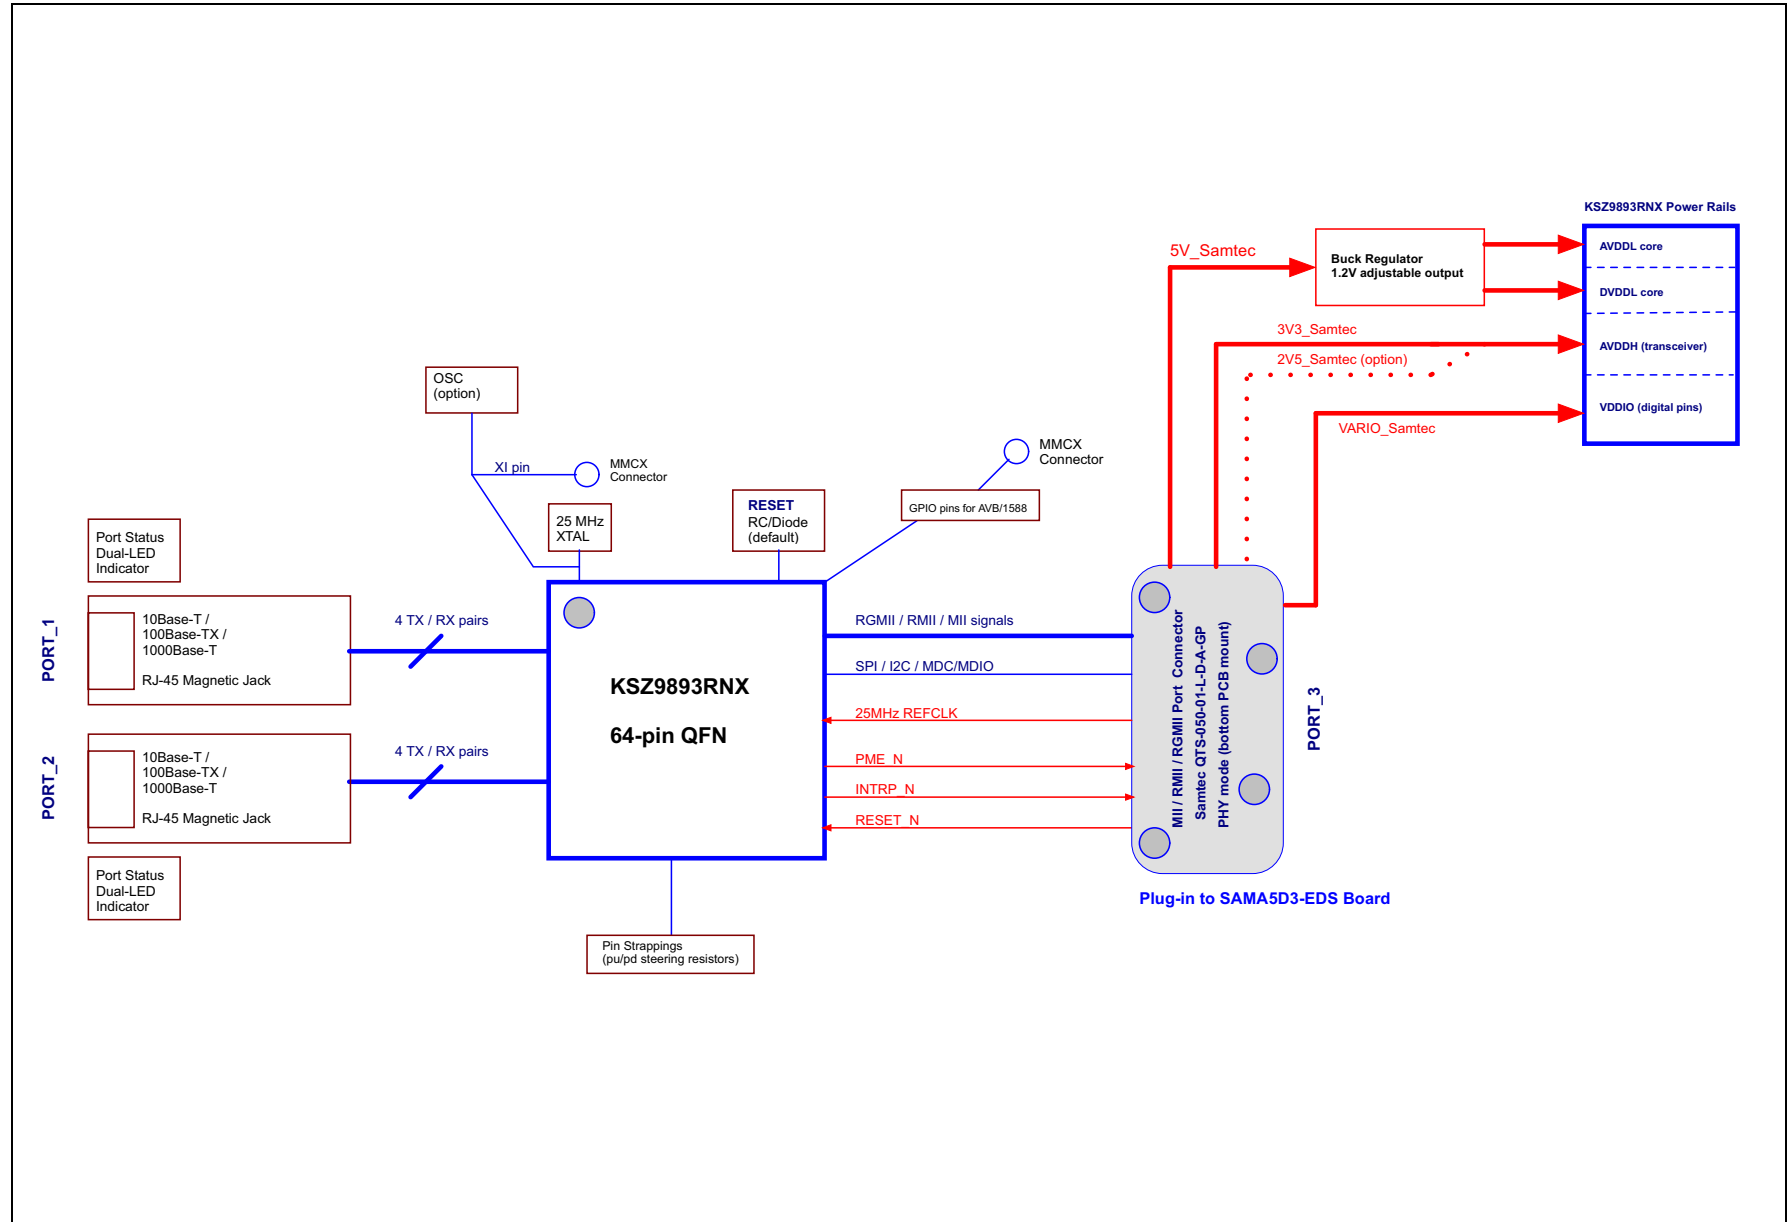 KSZ9893RNX Power Rails
AVDDL core
DVDDL core
AVDDH (transceiver)
VDDIO (digital pins)
5V_Samtec
Buck Regulator
1.2V adjustable output
3V3_Samtec
2V5_Samtec (option)
VARIO_Samtec
OSC
(option)
XI pin
MMCX
Connector
25 MHz
XTAL
RESET
RC/Diode
(default)
MMCX
Connector
GPIO pins for AVB/1588
Port Status
Dual-LED
Indicator
PORT_1
10Base-T /
100Base-TX /
1000Base-T
RJ-45 Magnetic Jack
4 TX / RX pairs
PORT_2
10Base-T /
100Base-TX /
1000Base-T
RJ-45 Magnetic Jack
4 TX / RX pairs
Port Status
Dual-LED
Indicator
KSZ9893RNX
64-pin QFN
RGMII / RMII / MII signals
SPI / I2C / MDC/MDIO
25MHz REFCLK
PME_N
INTRP_N
RESET_N
MII / RMII / RGMII Port Connector
Samtec QTS-050-01-L-D-A-GP
PHY mode (bottom PCB mount)
PORT_3
Plug-in to SAMA5D3-EDS Board
Pin Strappings
(pu/pd steering resistors)